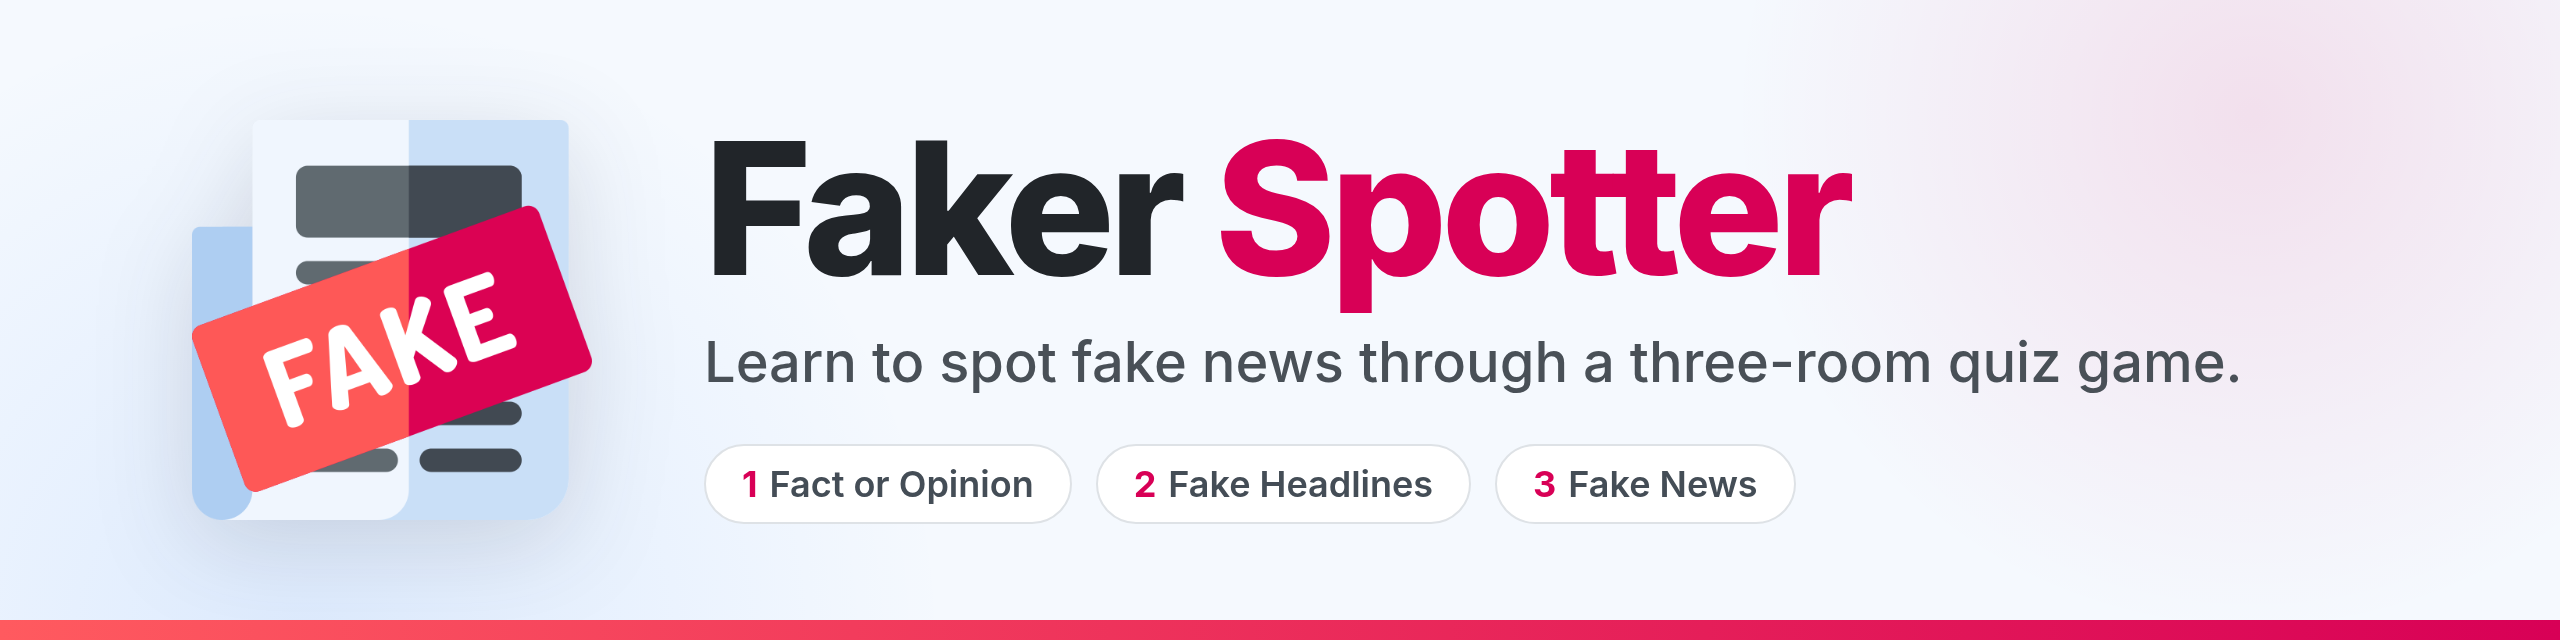 FAKE
Faker Spotter
Learn to spot fake news through a three-room quiz game.
1 Fact or Opinion
2 Fake Headlines
3 Fake News